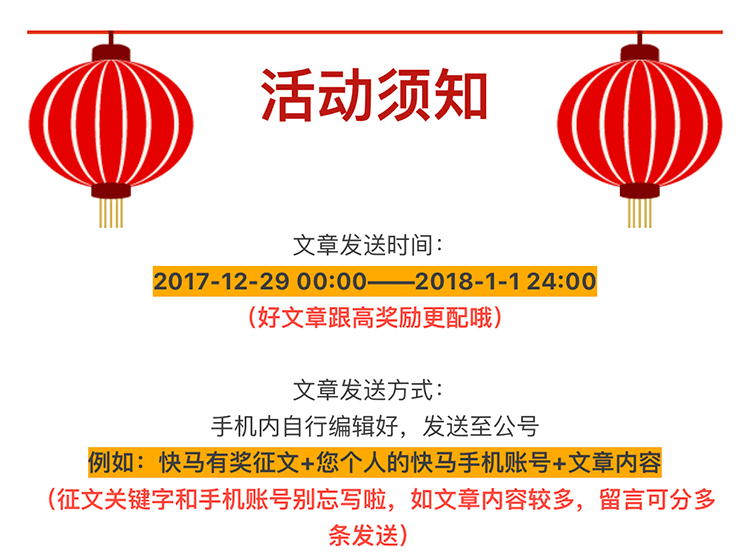 活动须知
文章发送时间：
2017-12-29 00:00——2018-1-1 24:00
（好文章跟高奖励更配哦）
文章发送方式：
手机内自行编辑好，发送至公号
例如：快马有奖征文+您个人的快马手机账号+文章内容
（征文关键字和手机账号别忘写啦，如文章内容较多，留言可分多
条发送）